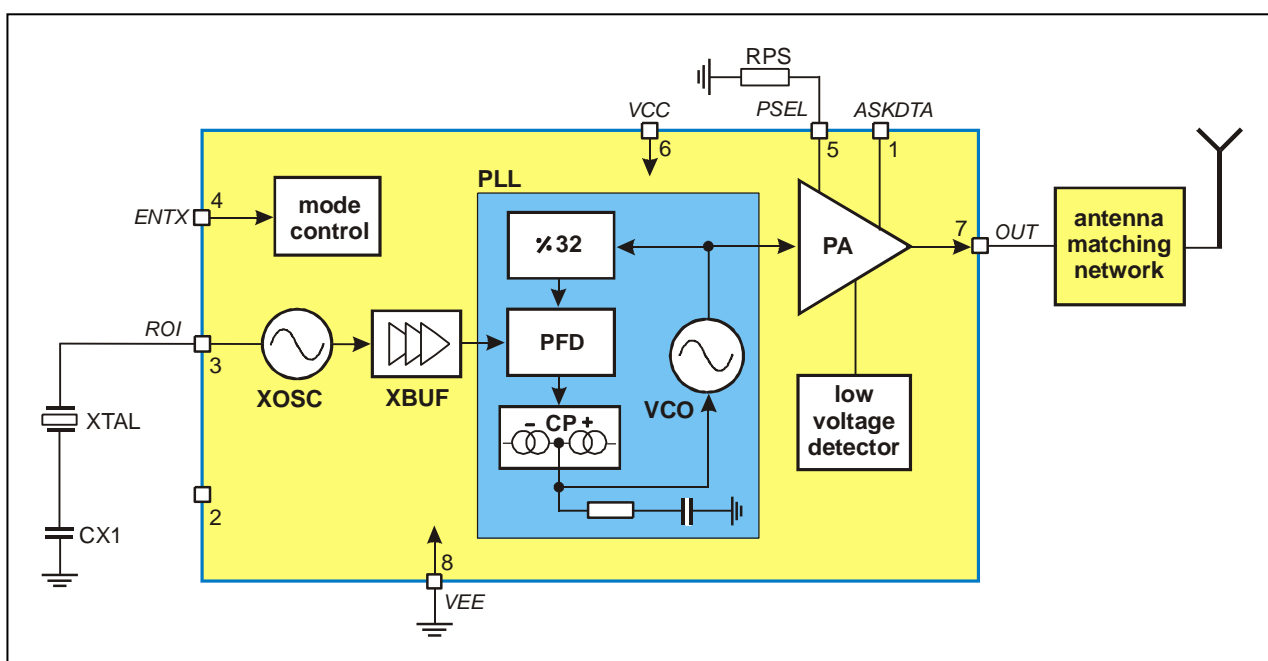 RPS
VCC
PSEL
ASKDTA
6
5
1
PLL
ENTX
4
mode
control
٪32
PA
7
OUT
antenna
matching
network
ROI
3
XOSC
XBUF
PFD
VCO
low
voltage
detector
XTAL
- CP +
2
CX1
8
VEE